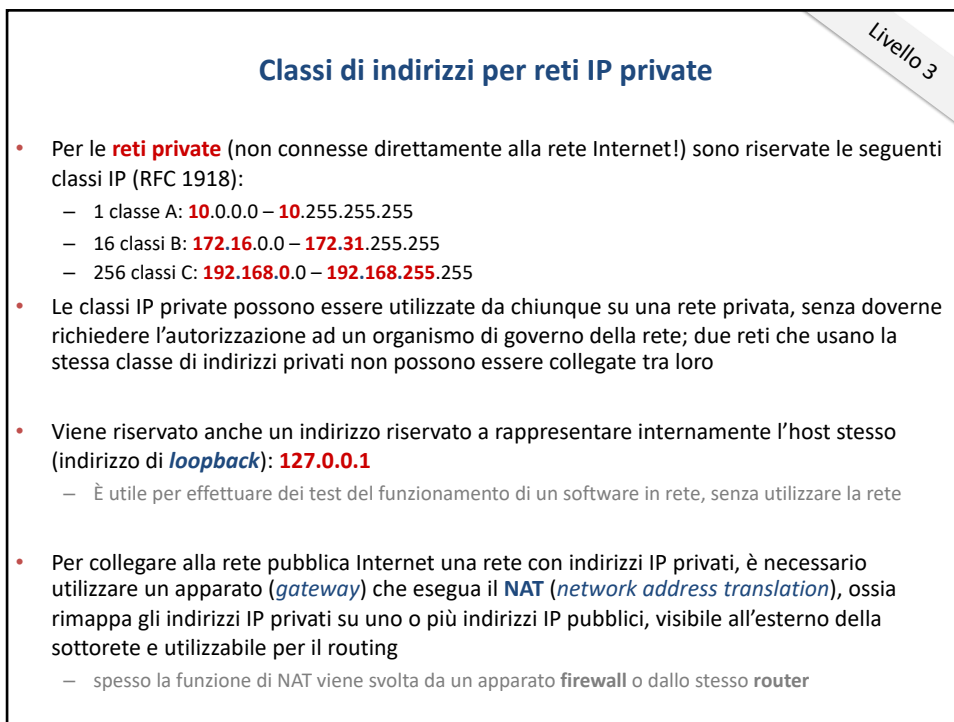 Livello 3
Classi di indirizzi per reti IP private
• Per le reti private (non connesse direttamente alla rete Internet!) sono riservate le seguenti
classi IP (RFC 1918):
– 1 classe A: 10.0.0.0 – 10.255.255.255
– 16 classi B: 172.16.0.0 – 172.31.255.255
– 256 classi C: 192.168.0.0 – 192.168.255.255
• Le classi IP private possono essere utilizzate da chiunque su una rete privata, senza doverne
richiedere l’autorizzazione ad un organismo di governo della rete; due reti che usano la
stessa classe di indirizzi privati non possono essere collegate tra loro
• Viene riservato anche un indirizzo riservato a rappresentare internamente l’host stesso
(indirizzo di loopback): 127.0.0.1
– È utile per effettuare dei test del funzionamento di un software in rete, senza utilizzare la rete
• Per collegare alla rete pubblica Internet una rete con indirizzi IP privati, è necessario
utilizzare un apparato (gateway) che esegua il NAT (network address translation), ossia
rimappa gli indirizzi IP privati su uno o più indirizzi IP pubblici, visibile all’esterno della
sottorete e utilizzabile per il routing
– spesso la funzione di NAT viene svolta da un apparato firewall o dallo stesso router